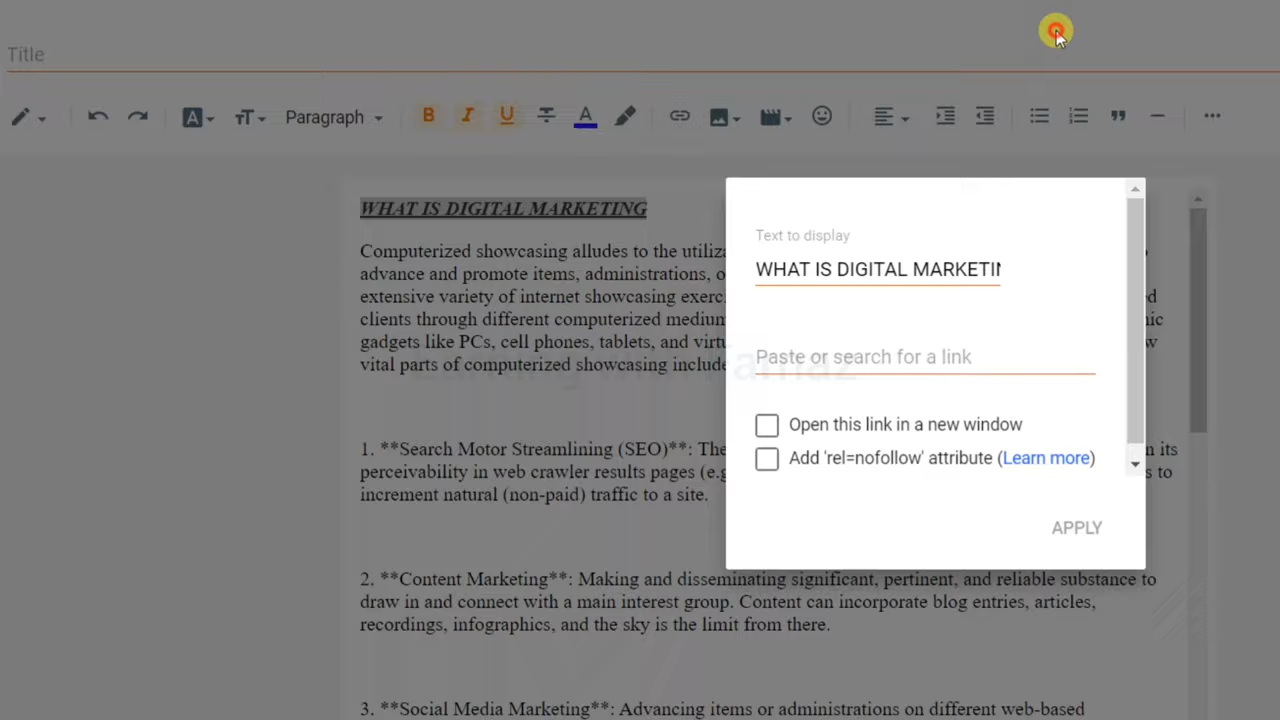 Title
Paragraph
WHAT IS DIGITAL MARKETING
Computerized showcasing alludes to the
advance and promote items, administrations,
extensive variety of internet showcasing
clients through different computerized
gadgets like PCs, cell phones, tablets, and
vital parts of computerized showcasing
1. **Search Motor Streamlining (SEO)**: The
n its
perceivability in web crawler results pages
to
increment natural (non-paid) traffic to a site.
2. **Content Marketing**: Making and disseminating significant, pertinent, and reliable substance to
draw in and connect with a main interest group. Content can incorporate blog entries, articles,
recordings, infographics, and the sky is the limit from there.
3. **Social Media Marketing**: Advancing items or administrations on different web-based
Text to display
WHAT IS DIGITAL MARKETIN
Paste or search for a link
Open this link in a new window
Add 'rel=nofollow' attribute (Learn more)
APPLY